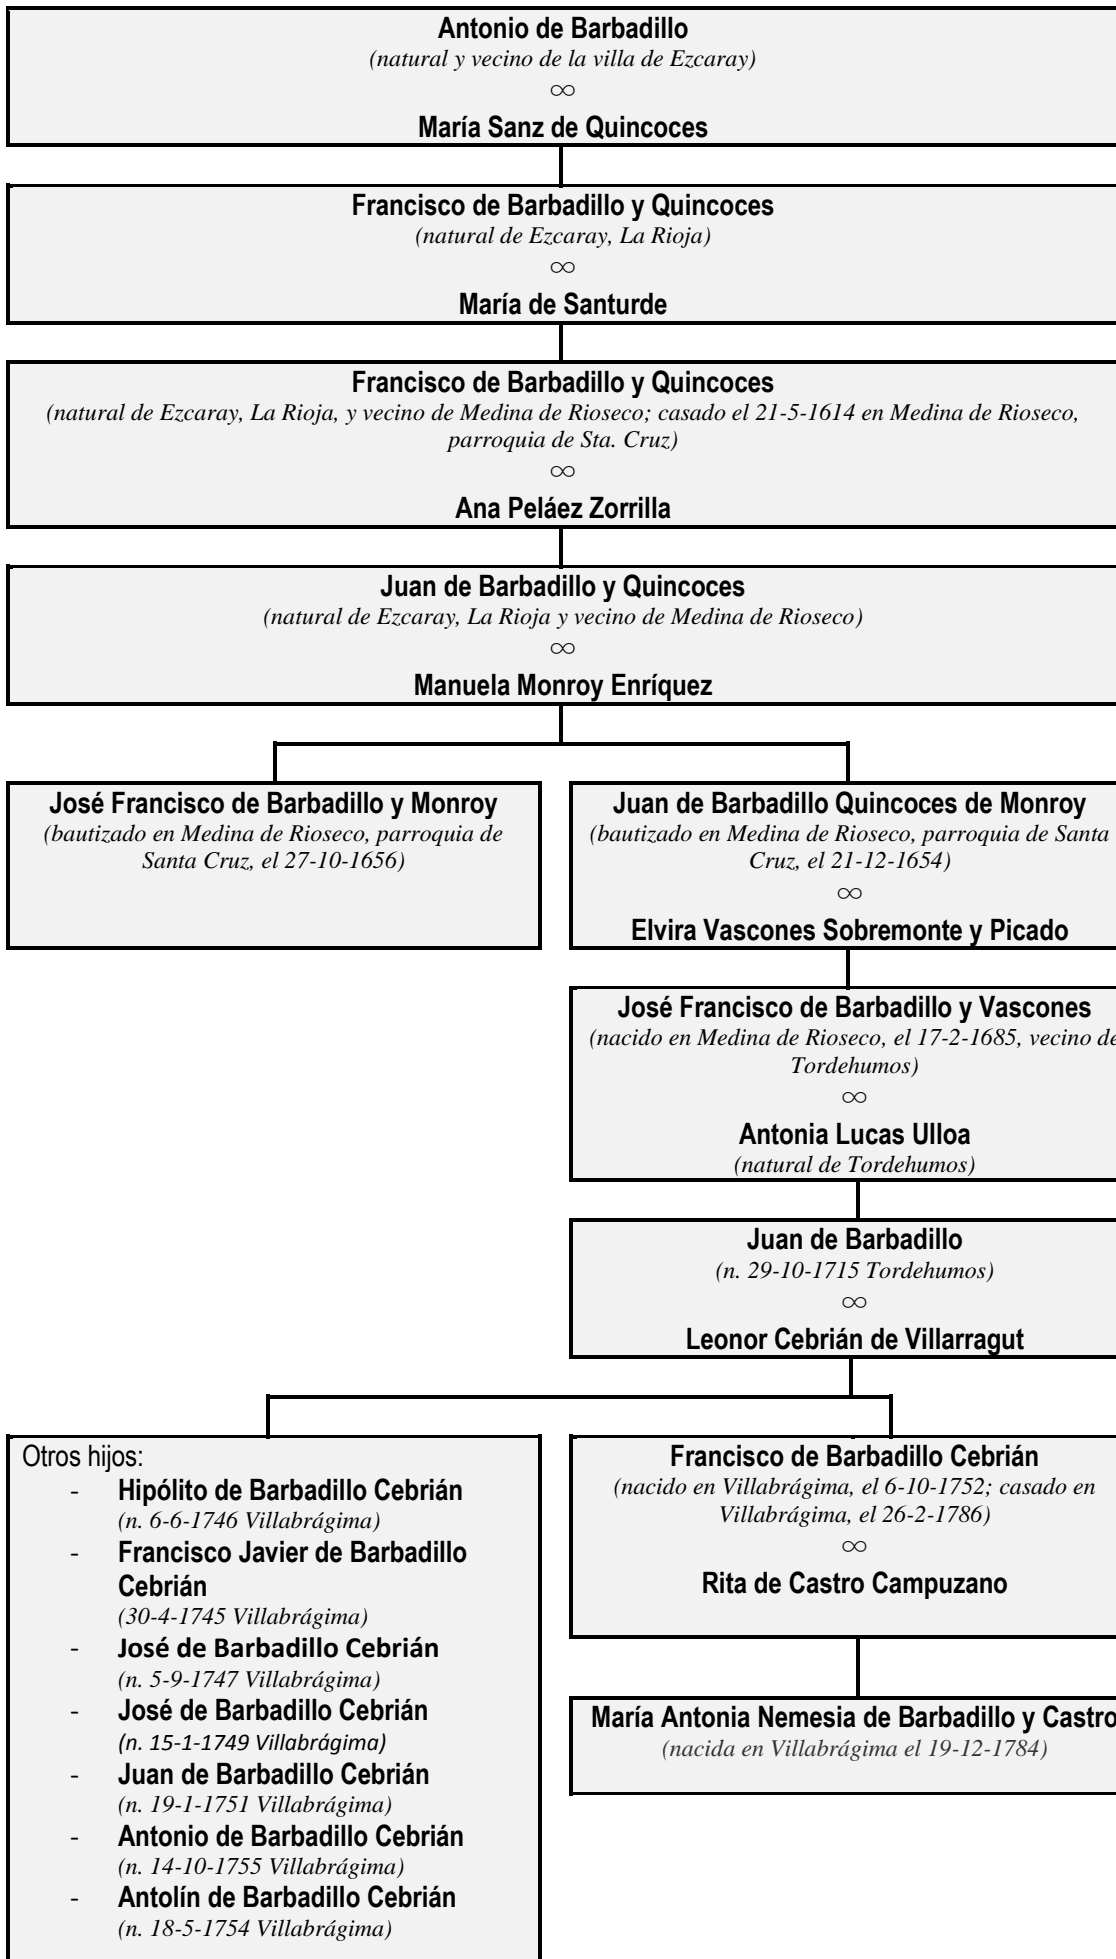 Antonio de Barbadillo
(natural y vecino de la villa de Ezcaray)
∞
María Sanz de Quincoces
Francisco de Barbadillo y Quincoces
(natural de Ezcaray, La Rioja)
∞
María de Santurde
Francisco de Barbadillo y Quincoces
(natural de Ezcaray, La Rioja, y vecino de Medina de Rioseco; casado el 21-5-1614 en Medina de Rioseco,
parroquia de Sta. Cruz)
∞
Ana Peláez Zorrilla
Juan de Barbadillo y Quincoces
(natural de Ezcaray, La Rioja y vecino de Medina de Rioseco)
∞
Manuela Monroy Enríquez
José Francisco de Barbadillo y Monroy
(bautizado en Medina de Rioseco, parroquia de
Santa Cruz, el 27-10-1656)
Juan de Barbadillo Quincoces de Monroy
(bautizado en Medina de Rioseco, parroquia de Santa
Cruz, el 21-12-1654)
∞
Elvira Vascones Sobremonte y Picado
José Francisco de Barbadillo y Vascones
(nacido en Medina de Rioseco, el 17-2-1685, vecino de
Tordehumos)
∞
Antonia Lucas Ulloa
(natural de Tordehumos)
Juan de Barbadillo
(n. 29-10-1715 Tordehumos)
∞
Leonor Cebrián de Villarragut
Otros hijos:
- Hipólito de Barbadillo Cebrián
(n. 6-6-1746 Villabrágima)
- Francisco Javier de Barbadillo
Cebrián
(30-4-1745 Villabrágima)
- José de Barbadillo Cebrián
(n. 5-9-1747 Villabrágima)
- José de Barbadillo Cebrián
(n. 15-1-1749 Villabrágima)
- Juan de Barbadillo Cebrián
(n. 19-1-1751 Villabrágima)
- Antonio de Barbadillo Cebrián
(n. 14-10-1755 Villabrágima)
- Antolín de Barbadillo Cebrián
(n. 18-5-1754 Villabrágima)
Francisco de Barbadillo Cebrián
(nacido en Villabrágima, el 6-10-1752; casado en
Villabrágima, el 26-2-1786)
∞
Rita de Castro Campuzano
María Antonia Nemesia de Barbadillo y Castro
(nacida en Villabrágima el 19-12-1784)